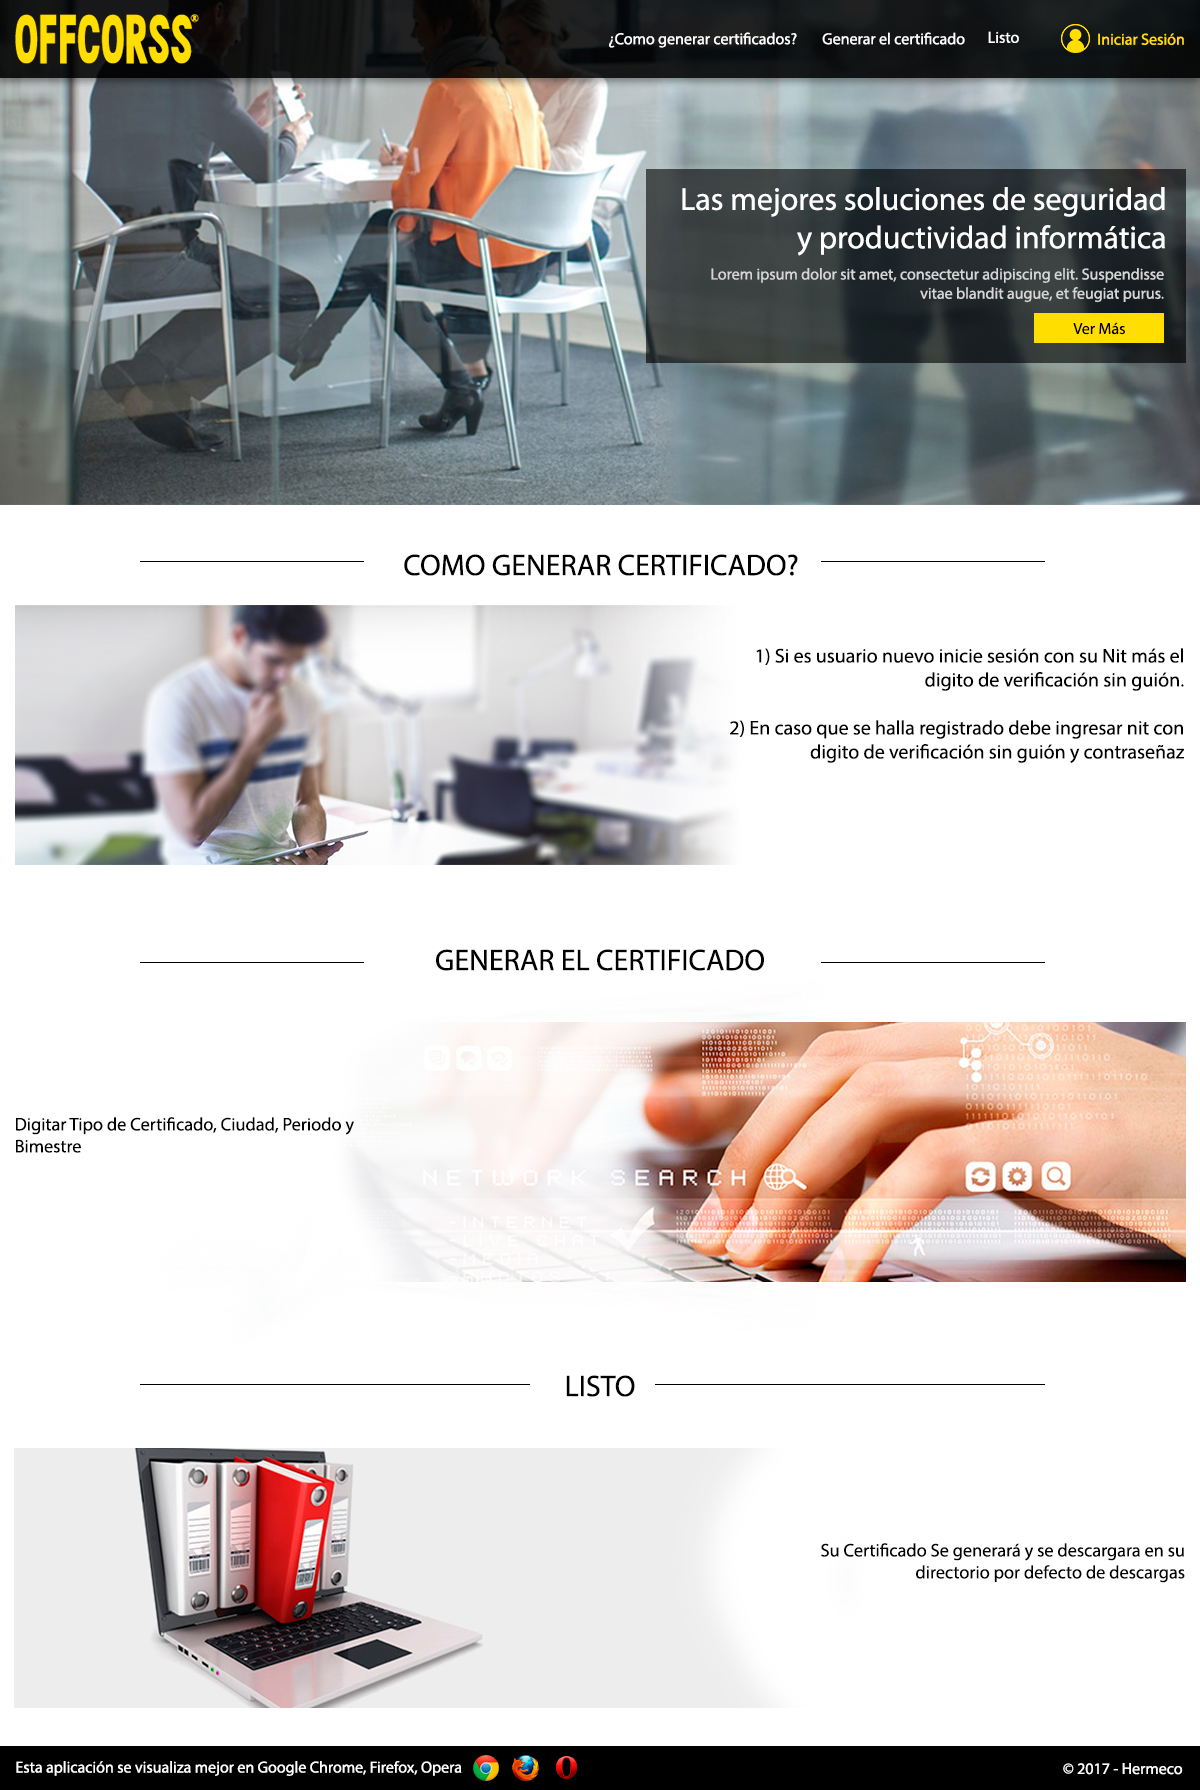 OFFCORSS®
¿Como generar certificados?
Generar el certificado
Listo
Iniciar Sesión
Las mejores soluciones de seguridad
y productividad informática
Lorem ipsum dolor sit amet, consectetur adipiscing elit. Suspendisse
vitae blandit augue, et feugiat purus.
Ver Más
COMO GENERAR CERTIFICADO?
1) Si es usuario nuevo inicie sesión con su Nit más el
digito de verificación sin guión.
2) En caso que se halla registrado debe ingresar nit con
digito de verificación sin guión y contraseñaz
GENERAR EL CERTIFICADO
Digitar Tipo de Certificado, Ciudad, Periodo y
Bimestre
NETWORK SEARCH
-INTERNET
LISTO
Su Certificado Se generará y se descargara en su
directorio por defecto de descargas
Esta aplicación se visualiza mejor en Google Chrome, Firefox, Opera
© 2017 - Hermeco